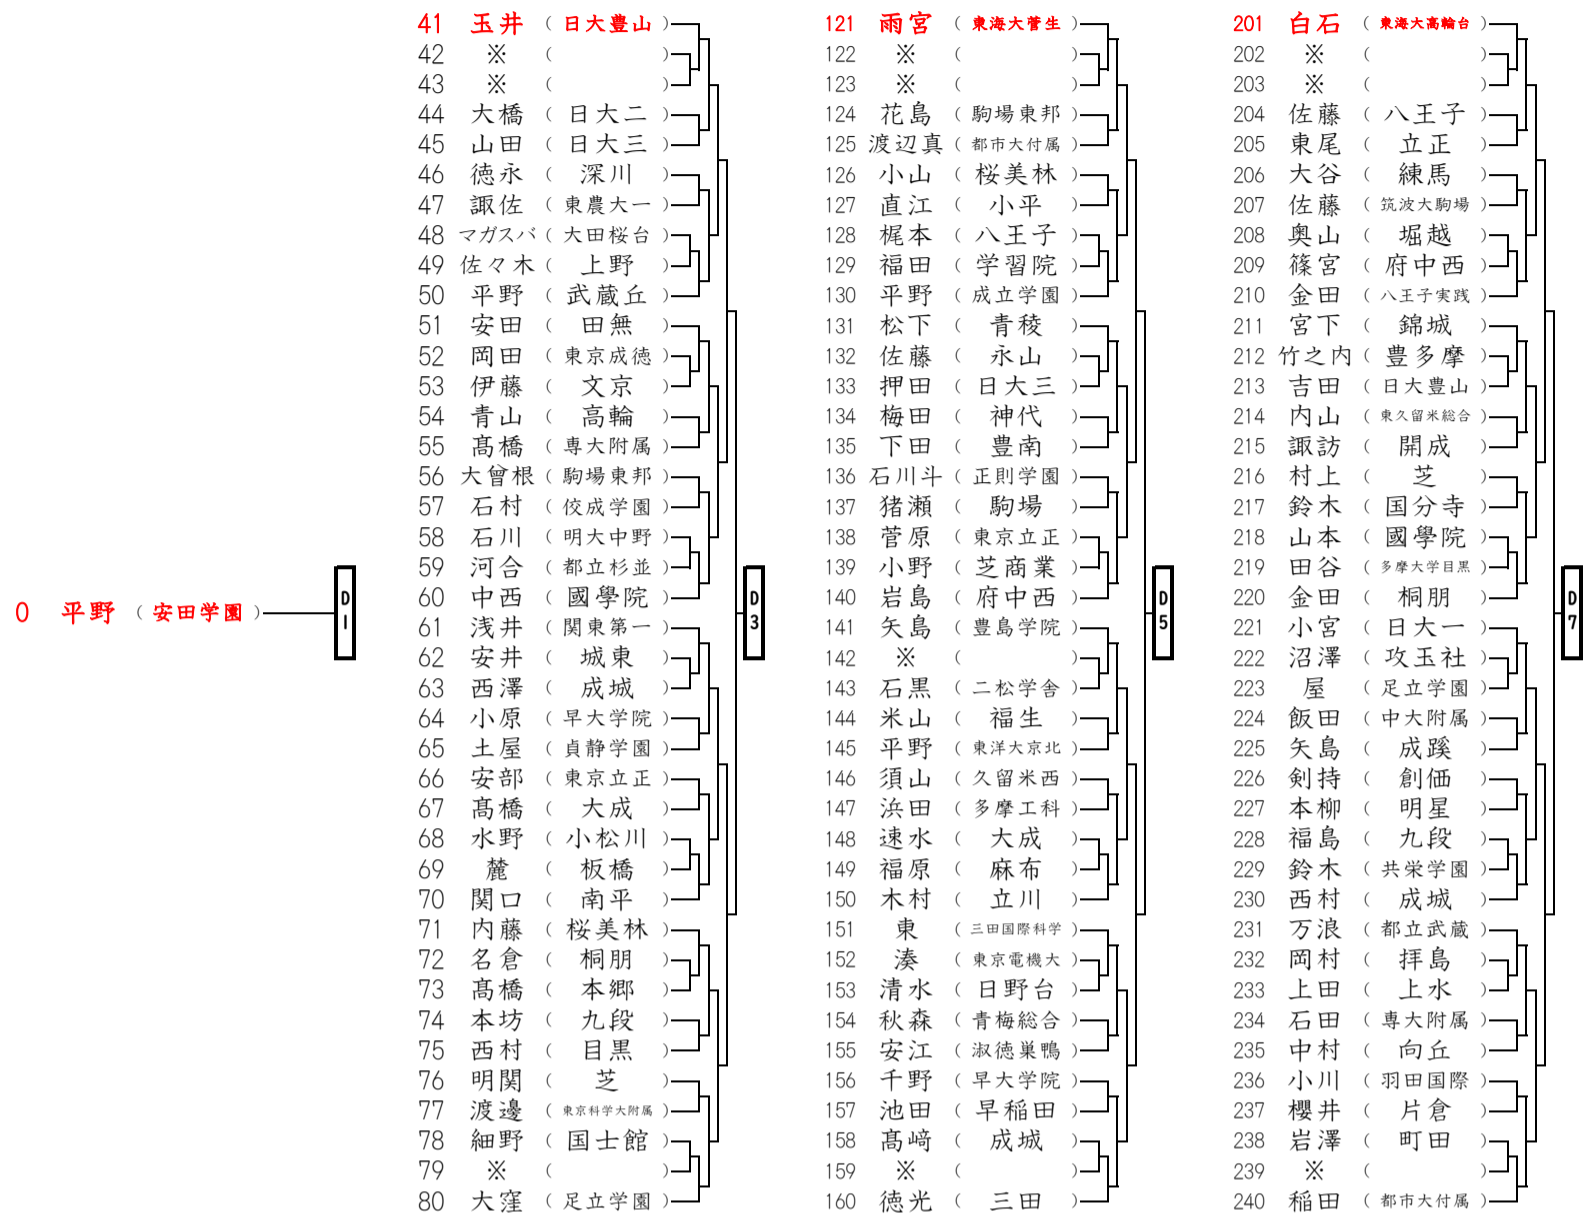 0 平野 ( 安田学園 )
D1
41 玉井 ( 日大豊山 )
42 ※ ( )
43 ※ ( )
44 大橋 ( 日大二 )
45 山田 ( 日大三 )
46 徳永 ( 深川 )
47 諏佐 ( 東農大一 )
48 マガスバ ( 大田桜台 )
49 佐々木 ( 上野 )
50 平野 ( 武蔵丘 )
51 安田 ( 田無 )
52 岡田 ( 東京成徳 )
53 伊藤 ( 文京 )
54 青山 ( 高輪 )
55 髙橋 ( 専大附属 )
56 大曾根 ( 駒場東邦 )
57 石村 ( 佼成学園 )
58 石川 ( 明大中野 )
59 河合 ( 都立杉並 )
60 中西 ( 國學院 )
61 浅井 ( 関東第一 )
62 安井 ( 城東 )
63 西澤 ( 成城 )
64 小原 ( 早大学院 )
65 土屋 ( 貞静学園 )
66 安部 ( 東京立正 )
67 髙橋 ( 大成 )
68 水野 ( 小松川 )
69 麓 ( 板橋 )
70 関口 ( 南平 )
71 内藤 ( 桜美林 )
72 名倉 ( 桐朋 )
73 髙橋 ( 本郷 )
74 本坊 ( 九段 )
75 西村 ( 目黒 )
76 明関 ( 芝 )
77 渡邊 ( 東京科学大附属 )
78 細野 ( 国士館 )
79 ※ ( )
80 大窪 ( 足立学園 )
D3
121 雨宮 ( 東海大菅生 )
122 ※ ( )
123 ※ ( )
124 花島 ( 駒場東邦 )
125 渡辺真 ( 都市大付属 )
126 小山 ( 桜美林 )
127 直江 ( 小平 )
128 梶本 ( 八王子 )
129 福田 ( 学習院 )
130 平野 ( 成立学園 )
131 松下 ( 青稜 )
132 佐藤 ( 永山 )
133 押田 ( 日大三 )
134 梅田 ( 神代 )
135 下田 ( 豊南 )
136 石川斗 ( 正則学園 )
137 猪瀬 ( 駒場 )
138 菅原 ( 東京立正 )
139 小野 ( 芝商業 )
140 岩島 ( 府中西 )
141 矢島 ( 豊島学院 )
142 ※ ( )
143 石黒 ( 二松学舎 )
144 米山 ( 福生 )
145 平野 ( 東洋大京北 )
146 須山 ( 久留米西 )
147 浜田 ( 多摩工科 )
148 速水 ( 大成 )
149 福原 ( 麻布 )
150 木村 ( 立川 )
151 東 ( 三田国際科学 )
152 湊 ( 東京電機大 )
153 清水 ( 日野台 )
154 秋森 ( 青梅総合 )
155 安江 ( 淑徳巣鴨 )
156 千野 ( 早大学院 )
157 池田 ( 早稲田 )
158 髙﨑 ( 成城 )
159 ※ ( )
160 徳光 ( 三田 )
D5
201 白石 ( 東海大高輪台 )
202 ※ ( )
203 ※ ( )
204 佐藤 ( 八王子 )
205 東尾 ( 立正 )
206 大谷 ( 練馬 )
207 佐藤 ( 筑波大駒場 )
208 奥山 ( 堀越 )
209 篠宮 ( 府中西 )
210 金田 ( 八王子実践 )
211 宮下 ( 錦城 )
212 竹之内 ( 豊多摩 )
213 吉田 ( 日大豊山 )
214 内山 ( 東久留米総合 )
215 諏訪 ( 開成 )
216 村上 ( 芝 )
217 鈴木 ( 国分寺 )
218 山本 ( 國學院 )
219 田谷 ( 多摩大学目黒 )
220 金田 ( 桐朋 )
221 小宮 ( 日大一 )
222 沼澤 ( 攻玉社 )
223 屋 ( 足立学園 )
224 飯田 ( 中大附属 )
225 矢島 ( 成蹊 )
226 剣持 ( 創価 )
227 本柳 ( 明星 )
228 福島 ( 九段 )
229 鈴木 ( 共栄学園 )
230 西村 ( 成城 )
231 万浪 ( 都立武蔵 )
232 岡村 ( 拝島 )
233 上田 ( 上水 )
234 石田 ( 専大附属 )
235 中村 ( 向丘 )
236 小川 ( 羽田国際 )
237 櫻井 ( 片倉 )
238 岩澤 ( 町田 )
239 ※ ( )
240 稲田 ( 都市大付属 )
D7